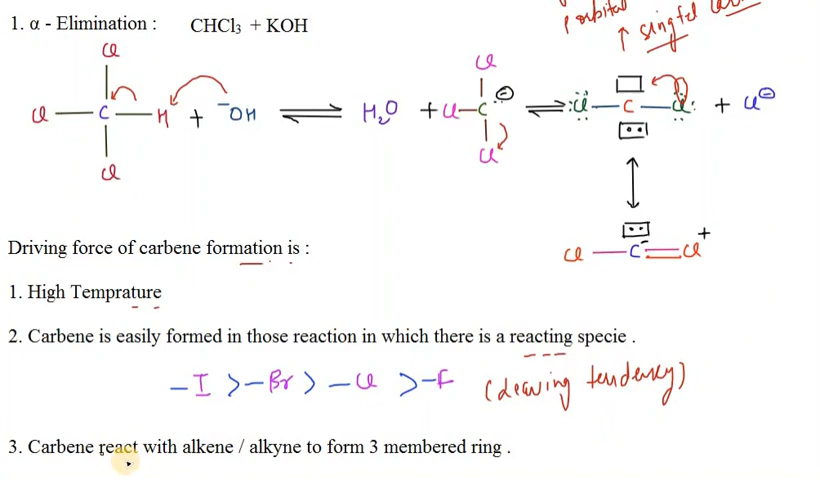 p orbital
↑ singlet
1. α - Elimination : CHCl₃ + KOH
Cl
Cl — C — H + ⁻OH ⇌ H₂O + Cl — C ⊖ ⇌ :Cl — C — Cl: + Cl⊖
Cl
Cl
Cl
Cl — C⁻ = Cl⁺
Driving force of carbene formation is :
1. High Temprature
2. Carbene is easily formed in those reaction in which there is a reacting specie .
– I > – Br > – Cl > – F (leaving tendency)
3. Carbene react with alkene / alkyne to form 3 membered ring .